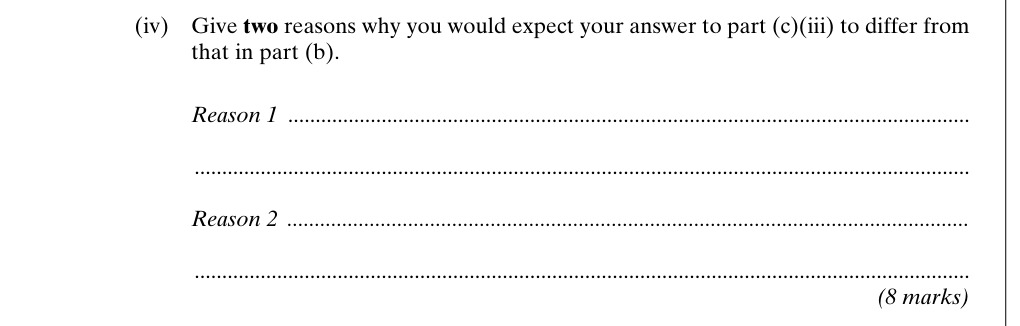 (iv) Give two reasons why you would expect your answer to part (c)(iii) to differ from
that in part (b).
Reason 1 ..........................................................................................................................
..........................................................................................................................................
Reason 2 ..........................................................................................................................
..........................................................................................................................................
(8 marks)